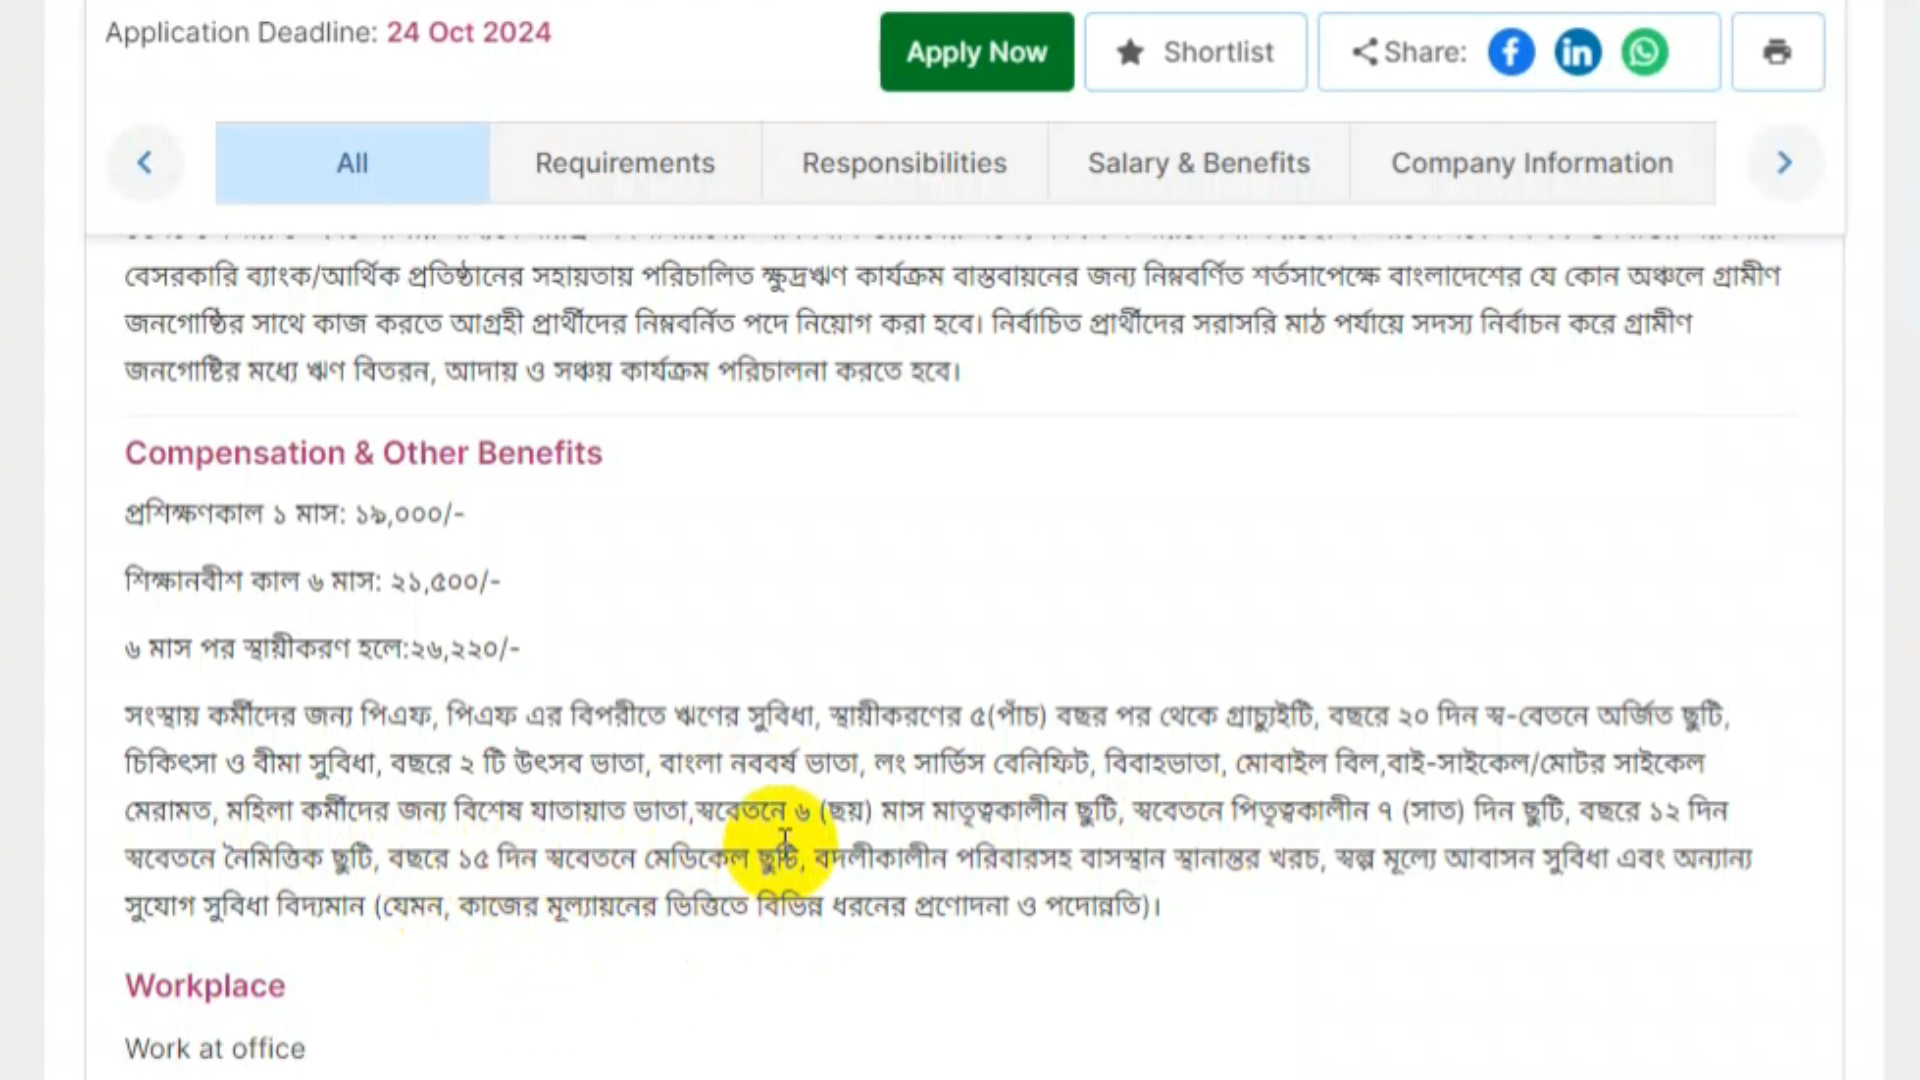 Application Deadline: 24 Oct 2024
Apply Now
Shortlist
Share:
All
Requirements
Responsibilities
Salary & Benefits
Company Information
বেসরকারি ব্যাংক/আর্থিক প্রতিষ্ঠানের সহায়তায় পরিচালিত ক্ষুদ্রঋণ কার্যক্রম বাস্তবায়নের জন্য নিম্নবর্ণিত শর্তসাপেক্ষে বাংলাদেশের যে কোন অঞ্চলে গ্রামীণ
জনগোষ্ঠির সাথে কাজ করতে আগ্রহী প্রার্থীদের নিম্নবর্নিত পদে নিয়োগ করা হবে। নির্বাচিত প্রার্থীদের সরাসরি মাঠ পর্যায়ে সদস্য নির্বাচন করে গ্রামীণ
জনগোষ্টির মধ্যে ঋণ বিতরন, আদায় ও সঞ্চয় কার্যক্রম পরিচালনা করতে হবে।
Compensation & Other Benefits
প্রশিক্ষণকাল ১ মাস: ১৯,০০০/-
শিক্ষানবীশ কাল ৬ মাস: ২১,৫০০/-
৬ মাস পর স্থায়ীকরণ হলে:২৬,২২০/-
সংস্থায় কর্মীদের জন্য পিএফ, পিএফ এর বিপরীতে ঋণের সুবিধা, স্থায়ীকরণের ৫(পাঁচ) বছর পর থেকে গ্রাচ্যুইটি, বছরে ২০ দিন স্ব-বেতনে অর্জিত ছুটি,
চিকিৎসা ও বীমা সুবিধা, বছরে ২ টি উৎসব ভাতা, বাংলা নববর্ষ ভাতা, লং সার্ভিস বেনিফিট, বিবাহভাতা, মোবাইল বিল,বাই-সাইকেল/মোটর সাইকেল
মেরামত, মহিলা কর্মীদের জন্য বিশেষ যাতায়াত ভাতা,স্ববেতনে ৬ (ছয়) মাস মাতৃত্বকালীন ছুটি, স্ববেতনে পিতৃত্বকালীন ৭ (সাত) দিন ছুটি, বছরে ১২ দিন
স্ববেতনে নৈমিত্তিক ছুটি, বছরে ১৫ দিন স্ববেতনে মেডিকেল ছুটি, বদলীকালীন পরিবারসহ বাসস্থান স্থানান্তর খরচ, স্বল্প মূল্যে আবাসন সুবিধা এবং অন্যান্য
সুযোগ সুবিধা বিদ্যমান (যেমন, কাজের মূল্যায়নের ভিত্তিতে বিভিন্ন ধরনের প্রণোদনা ও পদোন্নতি)।
Workplace
Work at office